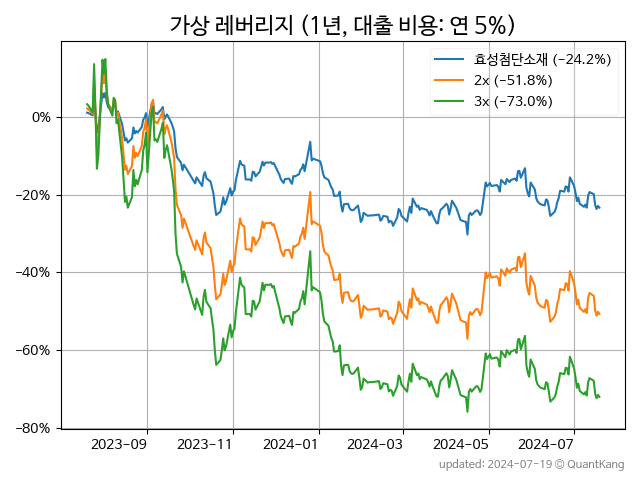 가상 레버리지 (1년, 대출 비용: 연 5%)
효성첨단소재 (−24.2%)
2x (−51.8%)
3x (−73.0%)
0%
−20%
−40%
−60%
−80%
2023-09 2023-11 2024-01 2024-03 2024-05 2024-07
updated: 2024-07-19 © QuantKang